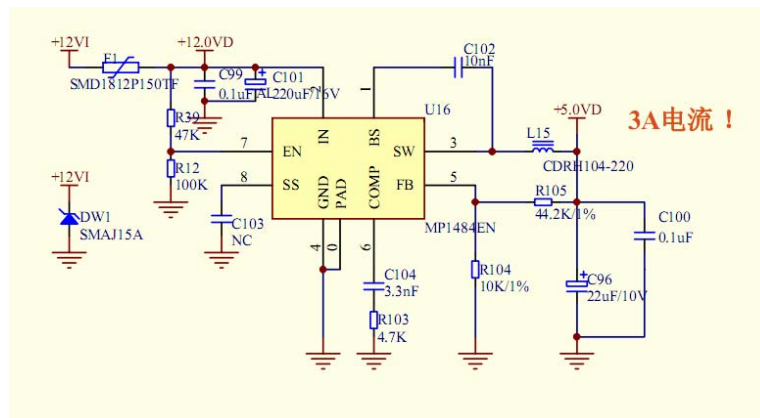 +12VI
+12.0VD
F1
SMD1812P150TF
C99
0.1uF
C101
AL220uF/16V
R39
47K
R12
100K
+12VI
DW1
SMAJ15A
C103
NC
2
1
U16
7
EN
8
SS
IN
BS
SW
3
FB
5
GND
PAD
COMP
4
0
6
MP1484EN
C102
10nF
L15
CDRH104-220
+5.0VD
3A电流！
R105
44.2K/1%
R104
10K/1%
C104
3.3nF
R103
4.7K
C100
0.1uF
C96
22uF/10V